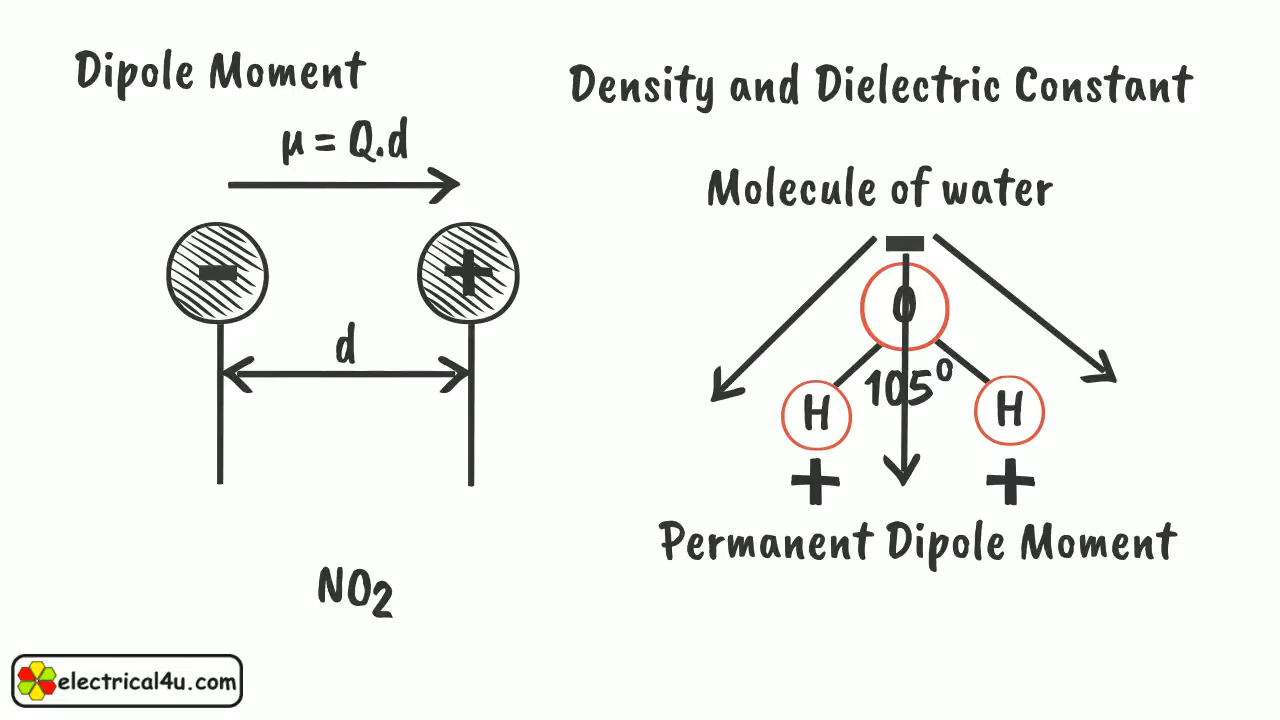 Dipole Moment
μ = Q.d
- +
d
NO₂
Density and Dielectric Constant
Molecule of water
-
O
105⁰
H H
+ +
Permanent Dipole Moment
electrical4u.com